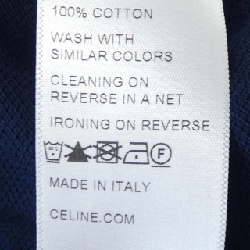 100% COTTON
WASH WITH
SIMILAR COLORS
CLEANING ON
REVERSE IN A NET
IRONING ON REVERSE
MADE IN ITALY
CELINE.COM